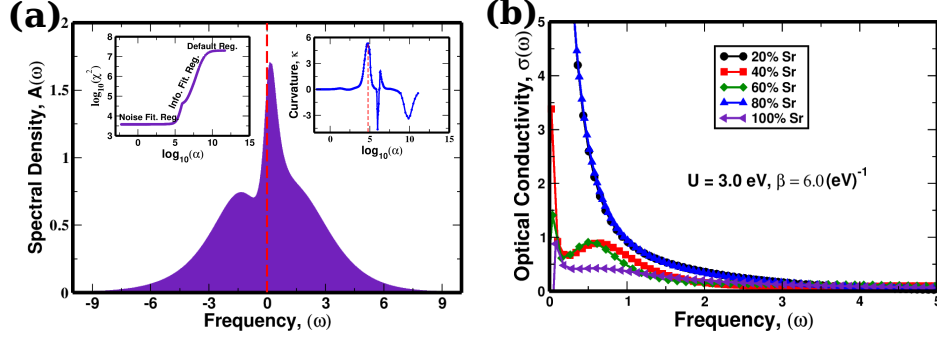 (a)
Spectral Density, A(ω)
2
1.5
1
0.5
0
-9 -6 -3 0 3 6 9
Frequency, (ω)
log10(χ²)
8
7
6
5
4
3
Default Reg.
Info. Fit. Reg.
Noise Fit. Reg.
0 5 10 15
log10(α)
Curvature, κ
6
3
0
-3
-6
0 5 10 15
log10(α)
(b)
Optical Conductivity, σ(ω)
5
4
3
2
1
0
20% Sr
40% Sr
60% Sr
80% Sr
100% Sr
U = 3.0 eV, β = 6.0 (eV)⁻¹
0 1 2 3 4 5
Frequency, (ω)